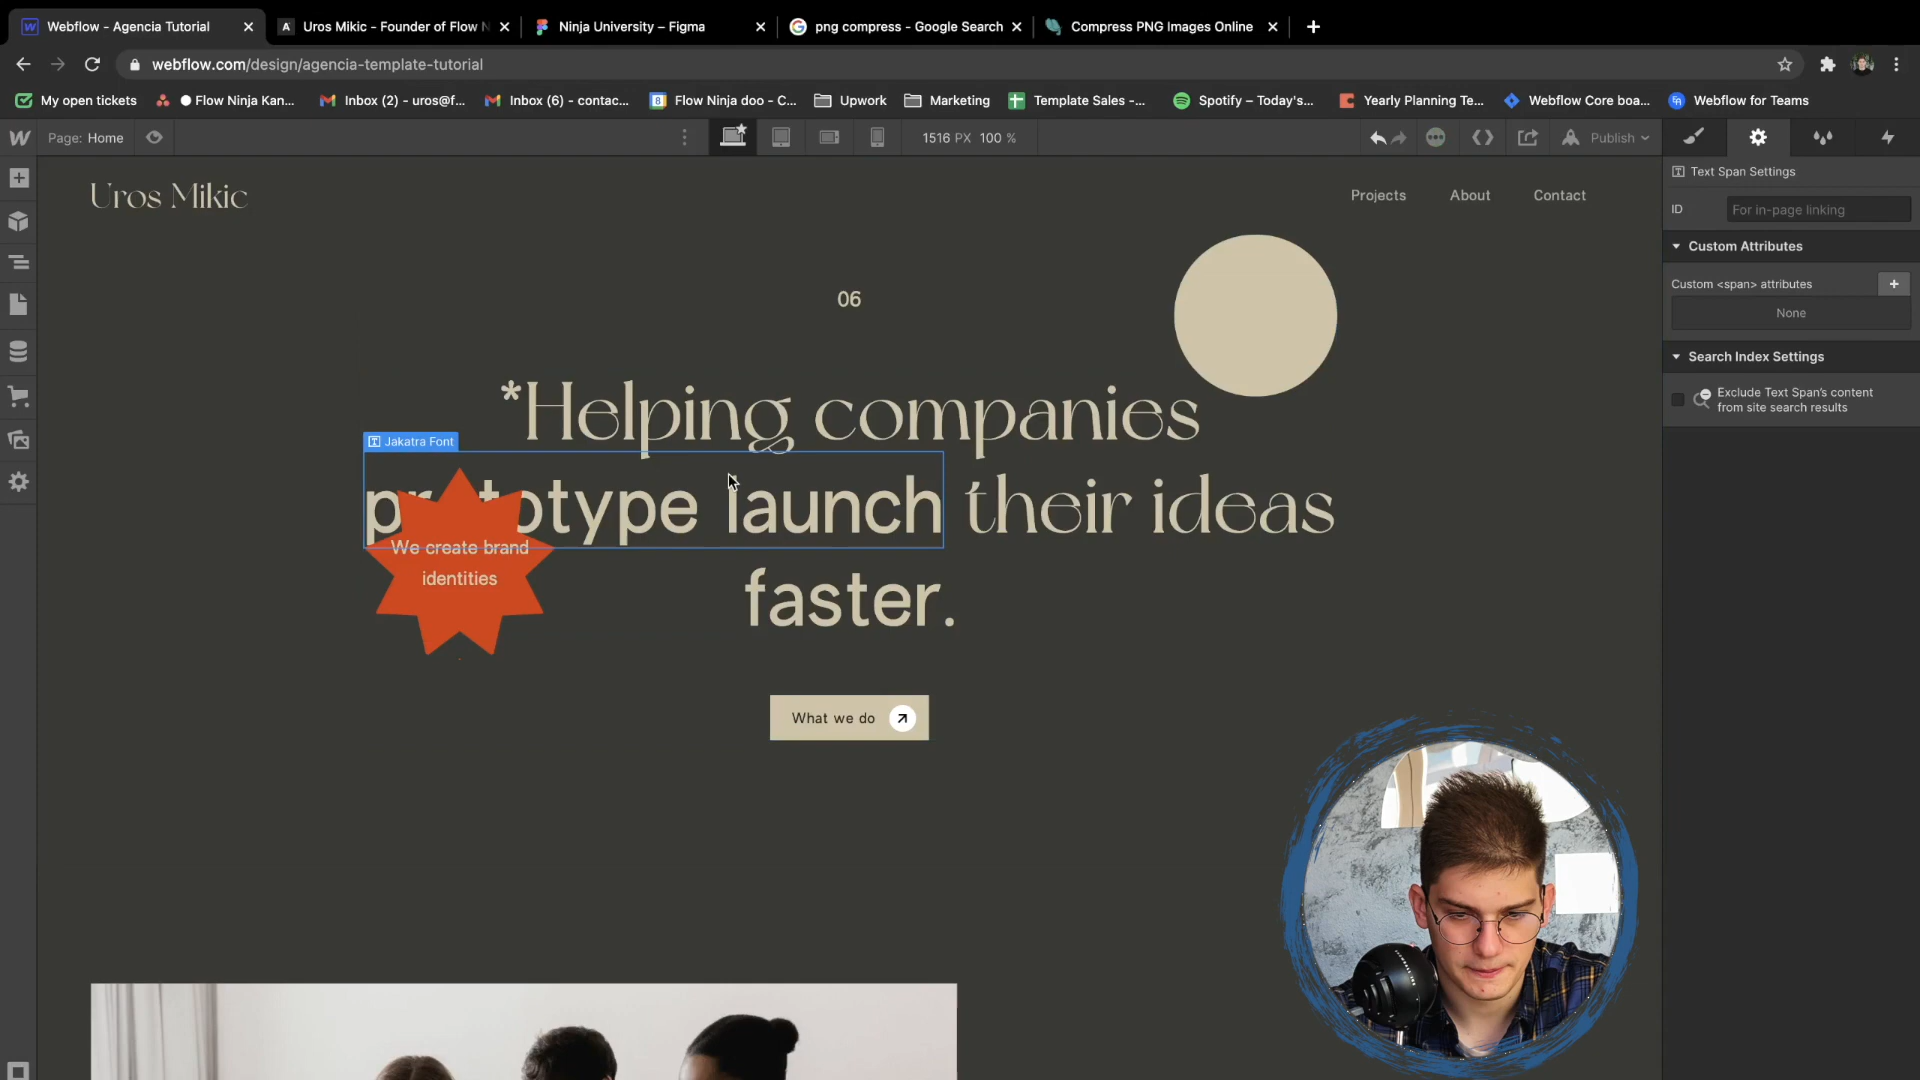 Webflow - Agencia Tutorial
Uros Mikic - Founder of Flow N
Ninja University – Figma
png compress - Google Search
Compress PNG Images Online
webflow.com/design/agencia-template-tutorial
My open tickets
Flow Ninja Kan...
Inbox (2) - uros@f...
Inbox (6) - contac...
Flow Ninja doo - C...
Upwork
Marketing
Template Sales -...
Spotify – Today's...
Yearly Planning Te...
Webflow Core boa...
Webflow for Teams
Page: Home
1516 PX 100 %
Publish
Text Span Settings
ID
For in-page linking
Custom Attributes
Custom <span> attributes
None
Search Index Settings
Exclude Text Span's content
from site search results
Uros Mikic
Projects
About
Contact
06
*Helping companies
Jakatra Font
prototype launch their ideas
faster.
We create brand
identities
What we do